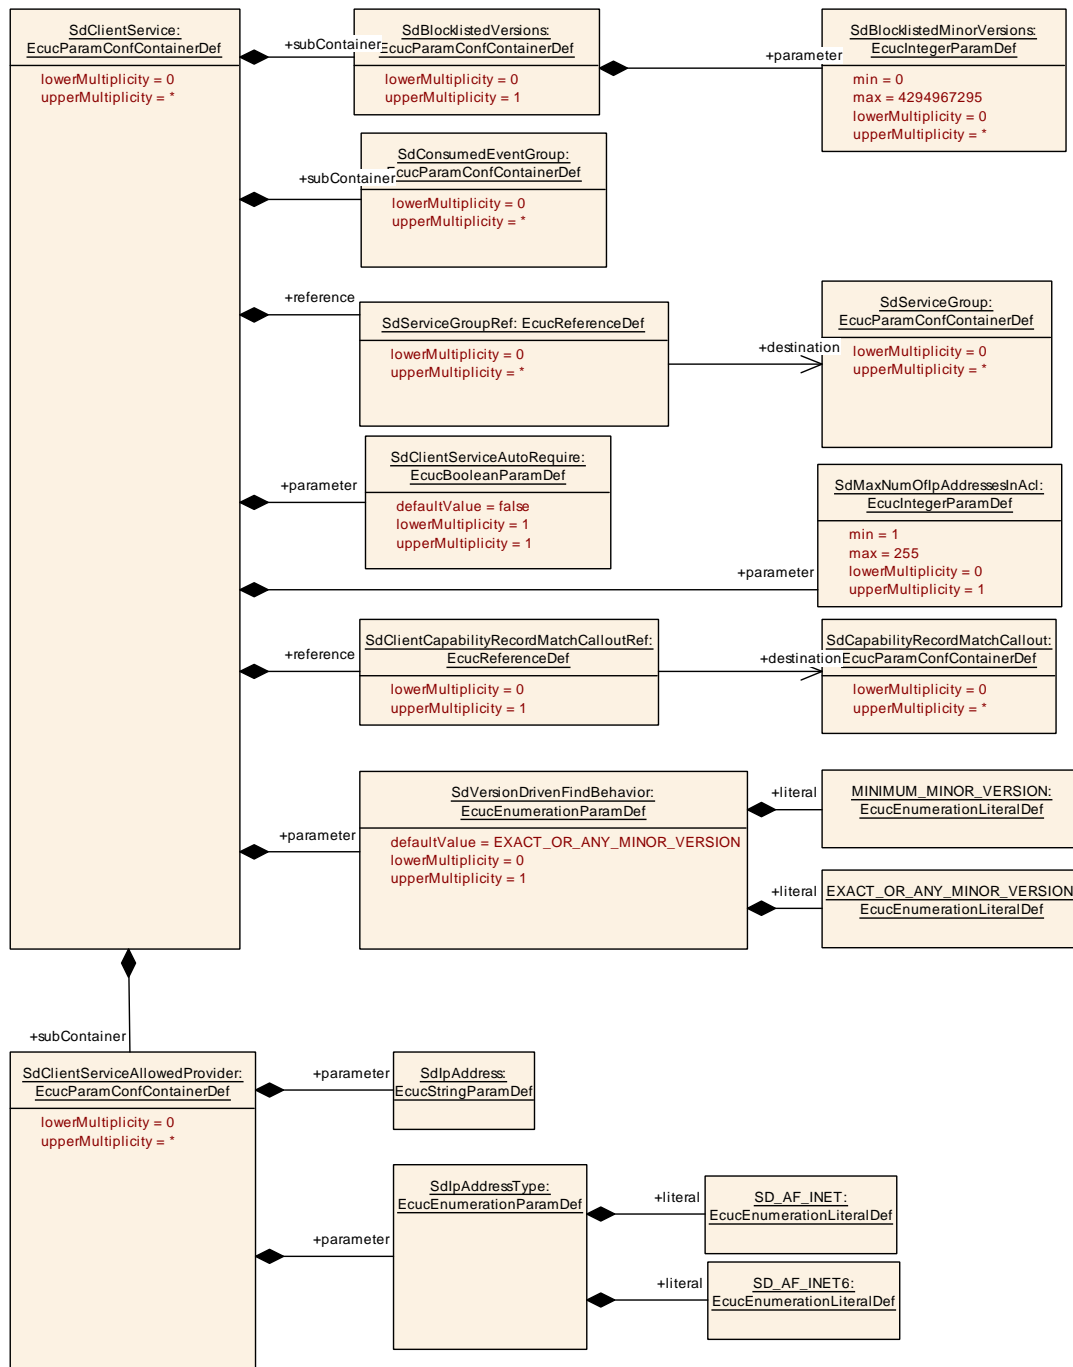 SdClientService:
EcucParamConfContainerDef
lowerMultiplicity = 0
upperMultiplicity = *
+subContainer
SdBlocklistedVersions:
EcucParamConfContainerDef
lowerMultiplicity = 0
upperMultiplicity = 1
+parameter
SdBlocklistedMinorVersions:
EcucIntegerParamDef
min = 0
max = 4294967295
lowerMultiplicity = 0
upperMultiplicity = *
+subContainer
SdConsumedEventGroup:
EcucParamConfContainerDef
lowerMultiplicity = 0
upperMultiplicity = *
+reference
SdServiceGroupRef: EcucReferenceDef
lowerMultiplicity = 0
upperMultiplicity = *
+destination
SdServiceGroup:
EcucParamConfContainerDef
lowerMultiplicity = 0
upperMultiplicity = *
+parameter
SdClientServiceAutoRequire:
EcucBooleanParamDef
defaultValue = false
lowerMultiplicity = 1
upperMultiplicity = 1
+parameter
SdMaxNumOfIpAddressesInAcl:
EcucIntegerParamDef
min = 1
max = 255
lowerMultiplicity = 0
upperMultiplicity = 1
+reference
SdClientCapabilityRecordMatchCalloutRef:
EcucReferenceDef
lowerMultiplicity = 0
upperMultiplicity = 1
+destination
SdCapabilityRecordMatchCallout:
EcucParamConfContainerDef
lowerMultiplicity = 0
upperMultiplicity = *
+parameter
SdVersionDrivenFindBehavior:
EcucEnumerationParamDef
defaultValue = EXACT_OR_ANY_MINOR_VERSION
lowerMultiplicity = 0
upperMultiplicity = 1
+literal
MINIMUM_MINOR_VERSION:
EcucEnumerationLiteralDef
+literal
EXACT_OR_ANY_MINOR_VERSION
EcucEnumerationLiteralDef
+subContainer
SdClientServiceAllowedProvider:
EcucParamConfContainerDef
lowerMultiplicity = 0
upperMultiplicity = *
+parameter
SdIpAddress:
EcucStringParamDef
+parameter
SdIpAddressType:
EcucEnumerationParamDef
+literal
SD_AF_INET:
EcucEnumerationLiteralDef
+literal
SD_AF_INET6:
EcucEnumerationLiteralDef